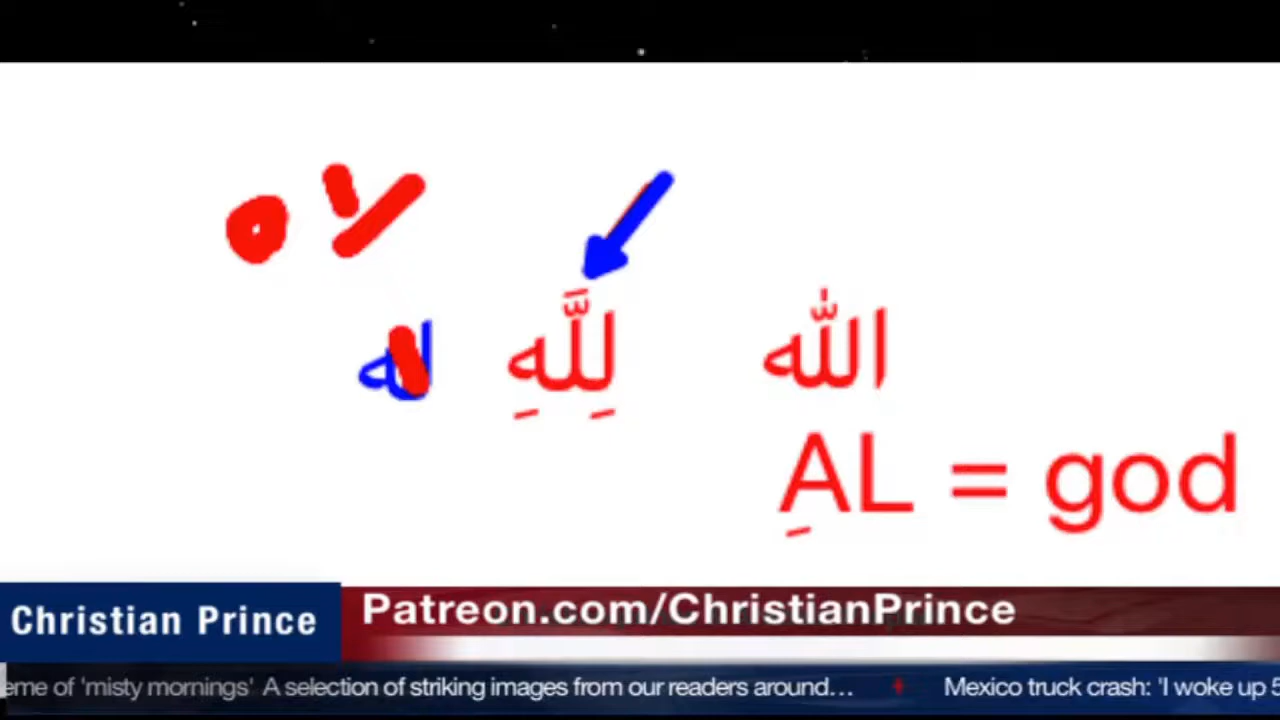 الله لِلَّهِ له
AL = god
Christian Prince
Patreon.com/ChristianPrince
eme of 'misty mornings' A selection of striking images from our readers around... Mexico truck crash: 'I woke up 5